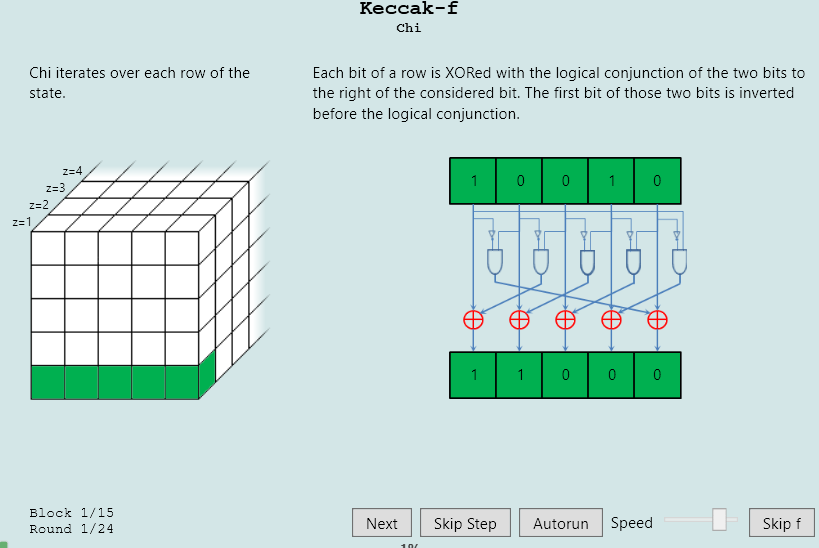 Keccak-f
Chi
Chi iterates over each row of the
state.
Each bit of a row is XORed with the logical conjunction of the two bits to
the right of the considered bit. The first bit of those two bits is inverted
before the logical conjunction.
z=4
z=3
z=2
z=1
1 0 0 1 0
1 1 0 0 0
Block 1/15
Round 1/24
Next Skip Step Autorun Speed Skip f
1%